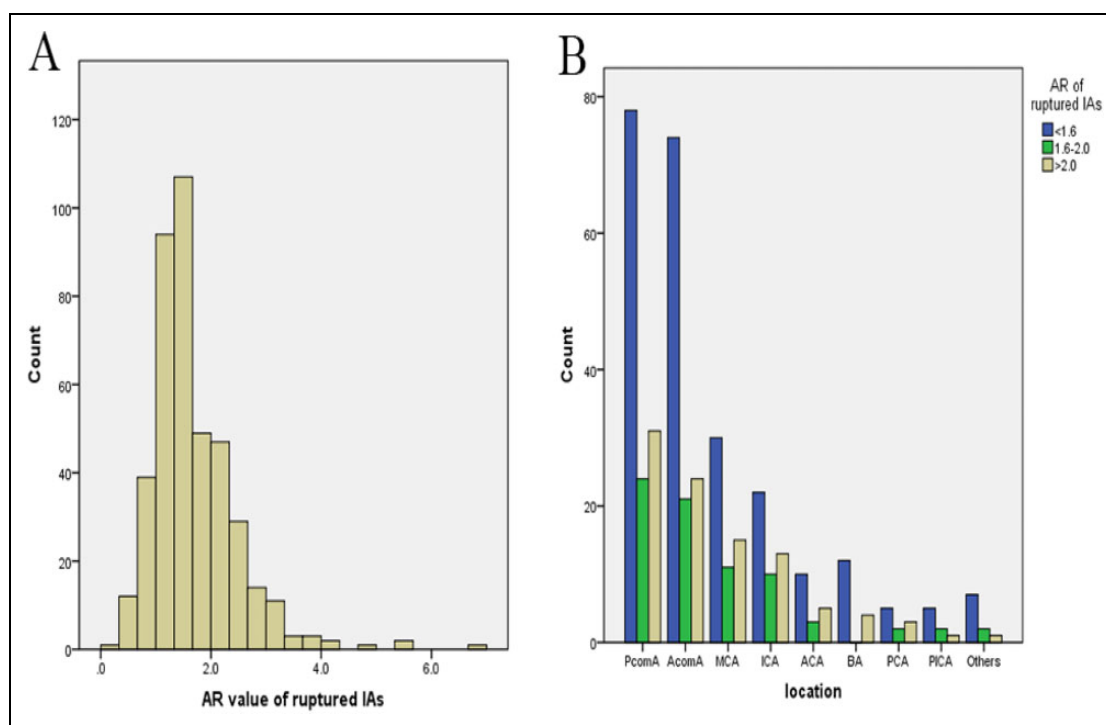 A
Count
120
100
80
60
40
20
0
.0 2.0 4.0 6.0
AR value of ruptured IAs
B
Count
80
60
40
20
0
PcomA AcomA MCA ICA ACA BA PCA PICA Others
location
AR of
ruptured IAs
<1.6
1.6-2.0
>2.0